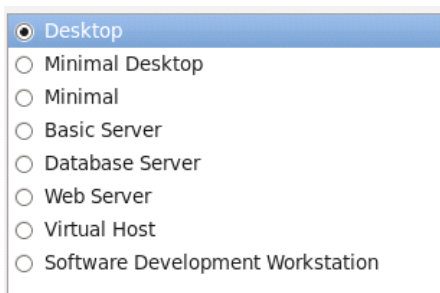 Desktop
Minimal Desktop
Minimal
Basic Server
Database Server
Web Server
Virtual Host
Software Development Workstation